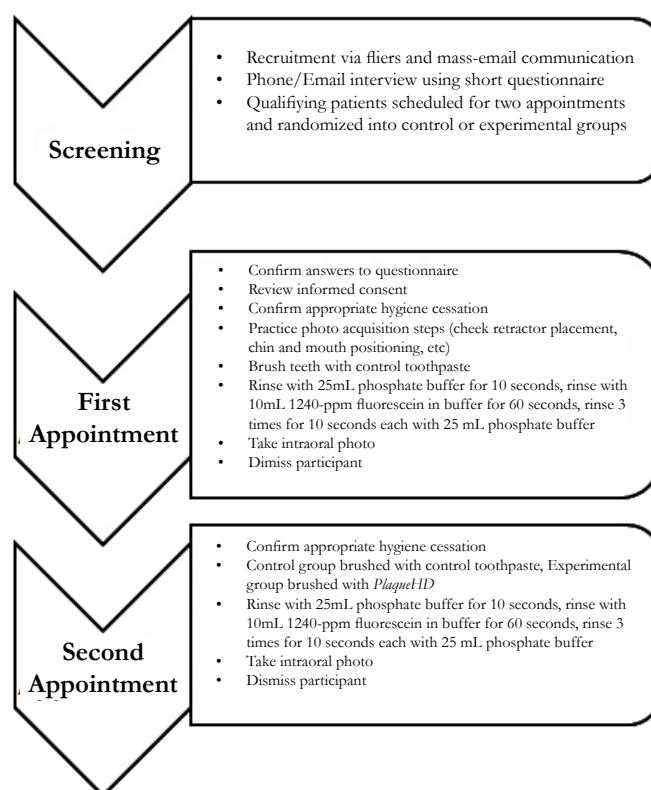 Screening
• Recruitment via fliers and mass-email communication
• Phone/Email interview using short questionnaire
• Qualifiying patients scheduled for two appointments
and randomized into control or experimental groups
First
Appointment
• Confirm answers to questionnaire
• Review informed consent
• Confirm appropriate hygiene cessation
• Practice photo acquisition steps (cheek retractor placement,
chin and mouth positioning, etc)
• Brush teeth with control toothpaste
• Rinse with 25mL phosphate buffer for 10 seconds, rinse with
10mL 1240-ppm fluorescein in buffer for 60 seconds, rinse 3
times for 10 seconds each with 25 mL phosphate buffer
• Take intraoral photo
• Dimiss participant
Second
Appointment
• Confirm appropriate hygiene cessation
• Control group brushed with control toothpaste, Experimental
group brushed with PlaqueHD
• Rinse with 25mL phosphate buffer for 10 seconds, rinse with
10mL 1240-ppm fluorescein in buffer for 60 seconds, rinse 3
times for 10 seconds each with 25 mL phosphate buffer
• Take intraoral photo
• Dismiss participant